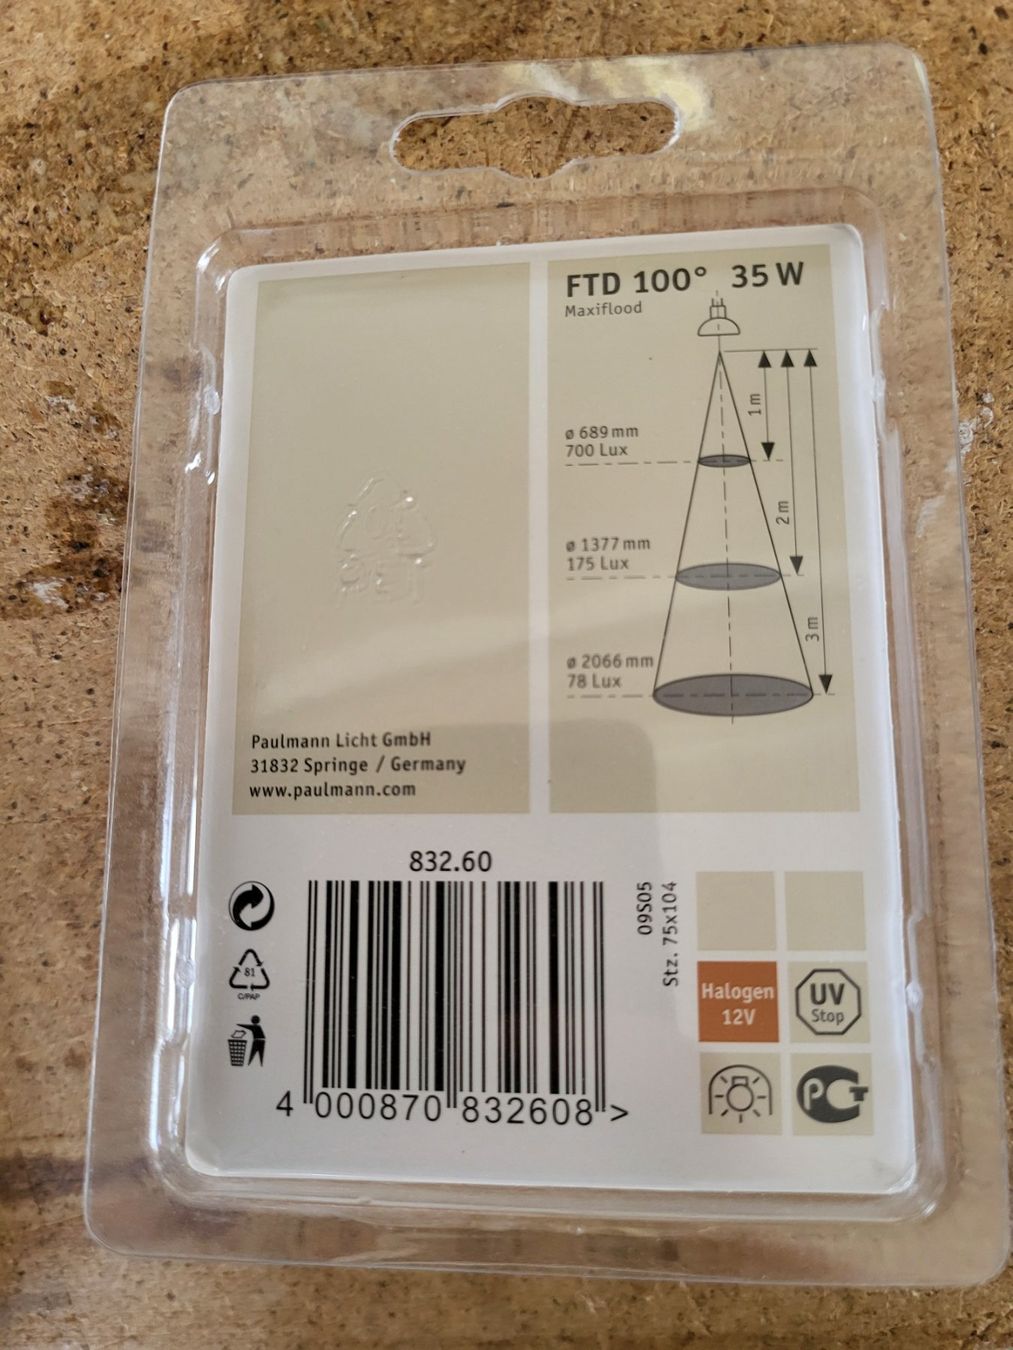 FTD 100° 35 W
Maxiflood
1 m
ø 689 mm
700 Lux
2 m
ø 1377 mm
175 Lux
3 m
ø 2066 mm
78 Lux
Paulmann Licht GmbH
31832 Springe / Germany
www.paulmann.com
832.60
09S05
Stz. 75x104
81
C/PAP
Halogen
12V
UV
Stop
PCT
4 000870 832608 >